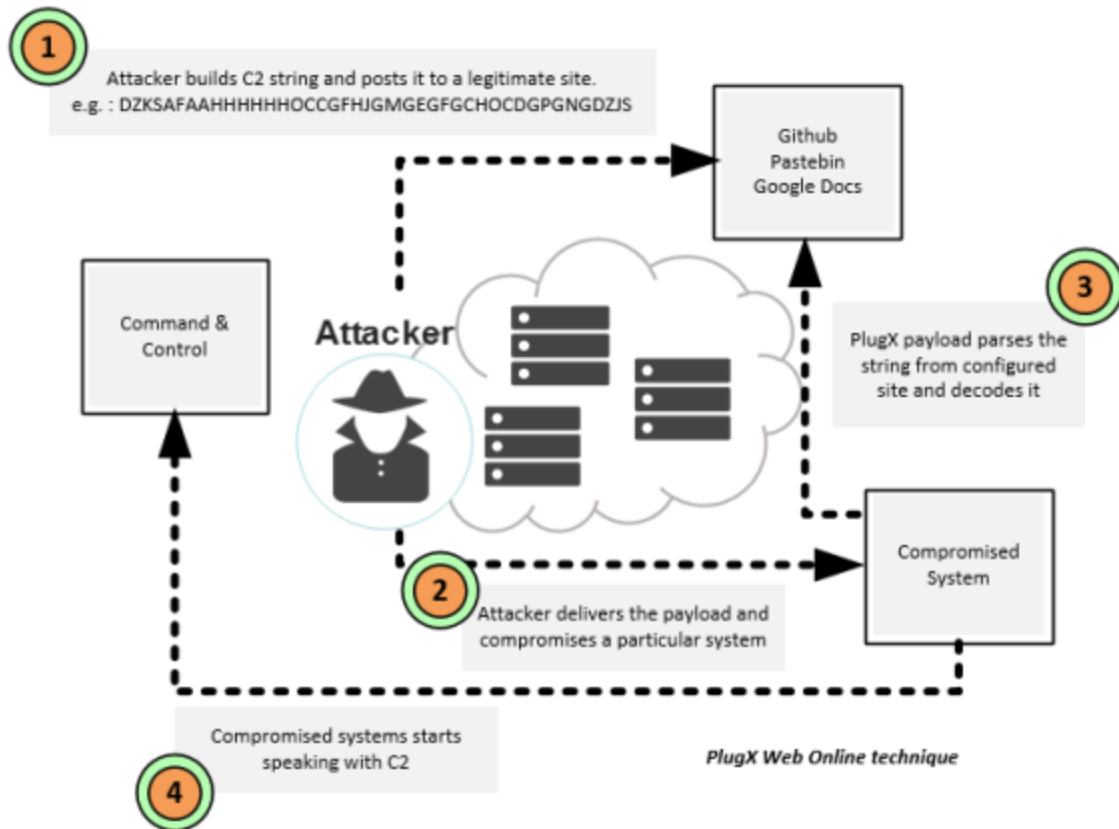 1
Attacker builds C2 string and posts it to a legitimate site.
e.g. : DZKSAFAAHHHHHHOCCGFHJGMGEGFGCHOCDGPGNGDZJS
Github
Pastebin
Google Docs
Command &
Control
Attacker
3
PlugX payload parses the
string from configured
site and decodes it
Compromised
System
2
Attacker delivers the payload and
compromises a particular system
Compromised systems starts
speaking with C2
4
PlugX Web Online technique